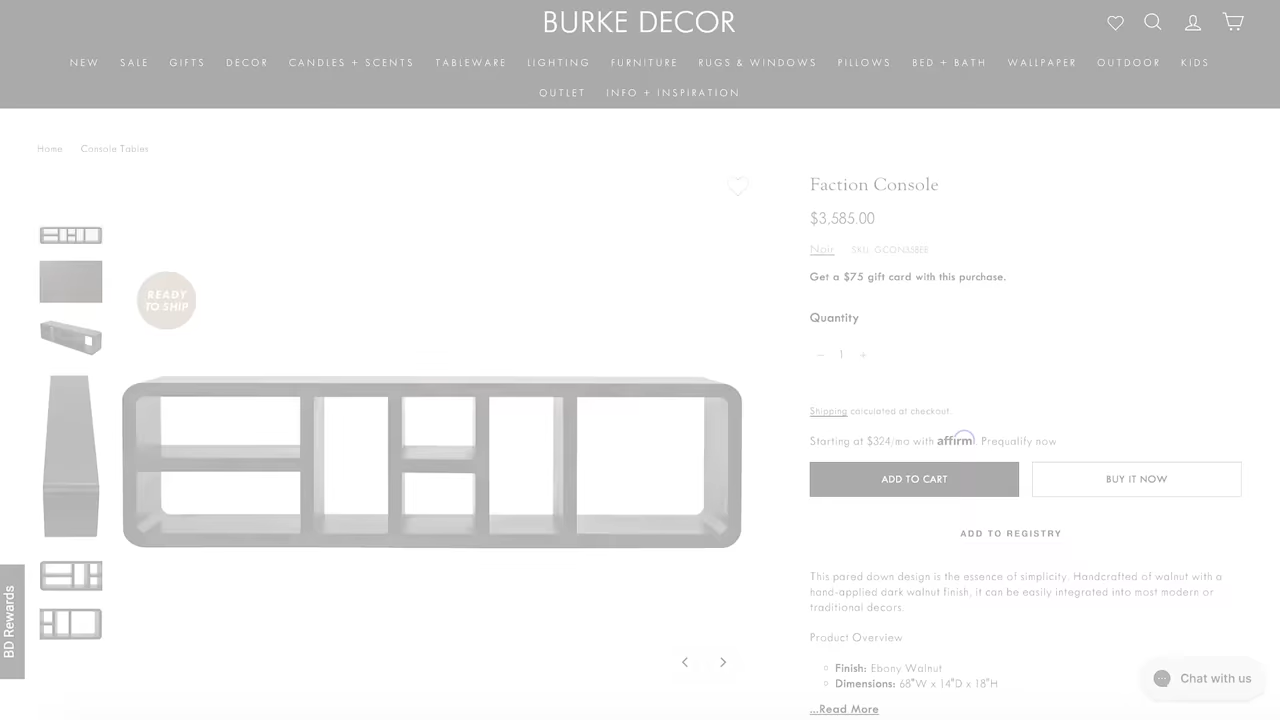 BURKE DECOR
NEW SALE GIFTS DECOR CANDLES + SCENTS TABLEWARE LIGHTING FURNITURE RUGS & WINDOWS PILLOWS BED + BATH WALLPAPER OUTDOOR KIDS
OUTLET INFO + INSPIRATION
Home Console Tables
READY
TO SHIP
Faction Console
$3,585.00
Noir SKU: GCON358EB
Get a $75 gift card with this purchase.
Quantity
− 1 +
Shipping calculated at checkout.
Starting at $324/mo with affirm. Prequalify now
ADD TO CART BUY IT NOW
ADD TO REGISTRY
This pared down design is the essence of simplicity. Handcrafted of walnut with a
hand-applied dark walnut finish, it can be easily integrated into most modern or
traditional decors.
Product Overview
Finish: Ebony Walnut
Dimensions: 68"W x 14"D x 18"H
...Read More
BD Rewards
Chat with us